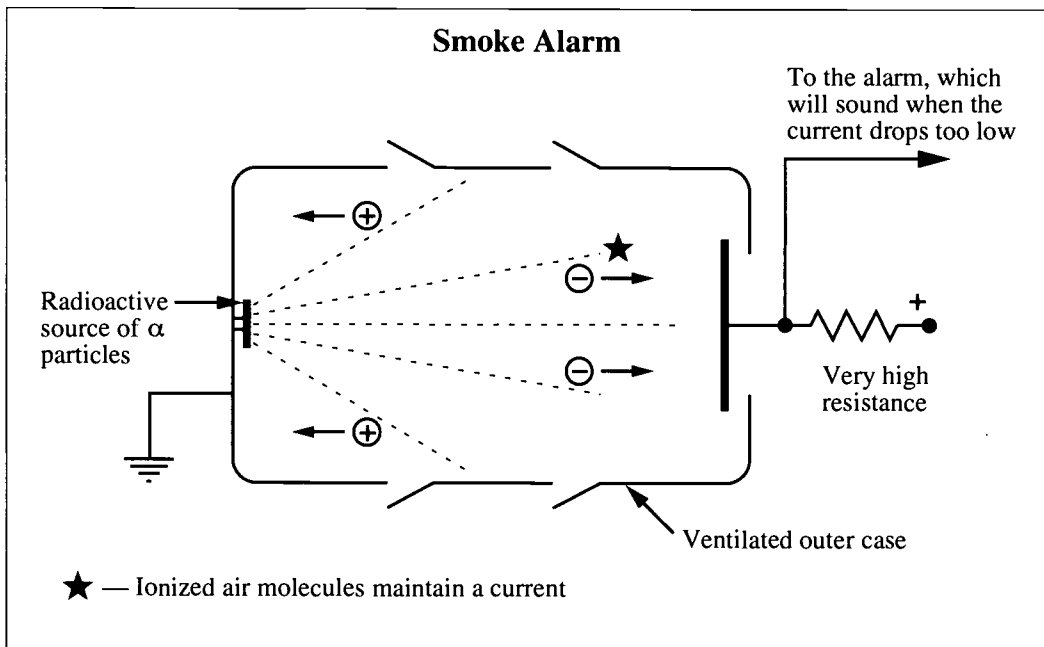 Smoke Alarm
To the alarm, which
will sound when the
current drops too low
Radioactive
source of α
particles
+
+
−
−
+
Very high
resistance
Ventilated outer case
★ — Ionized air molecules maintain a current